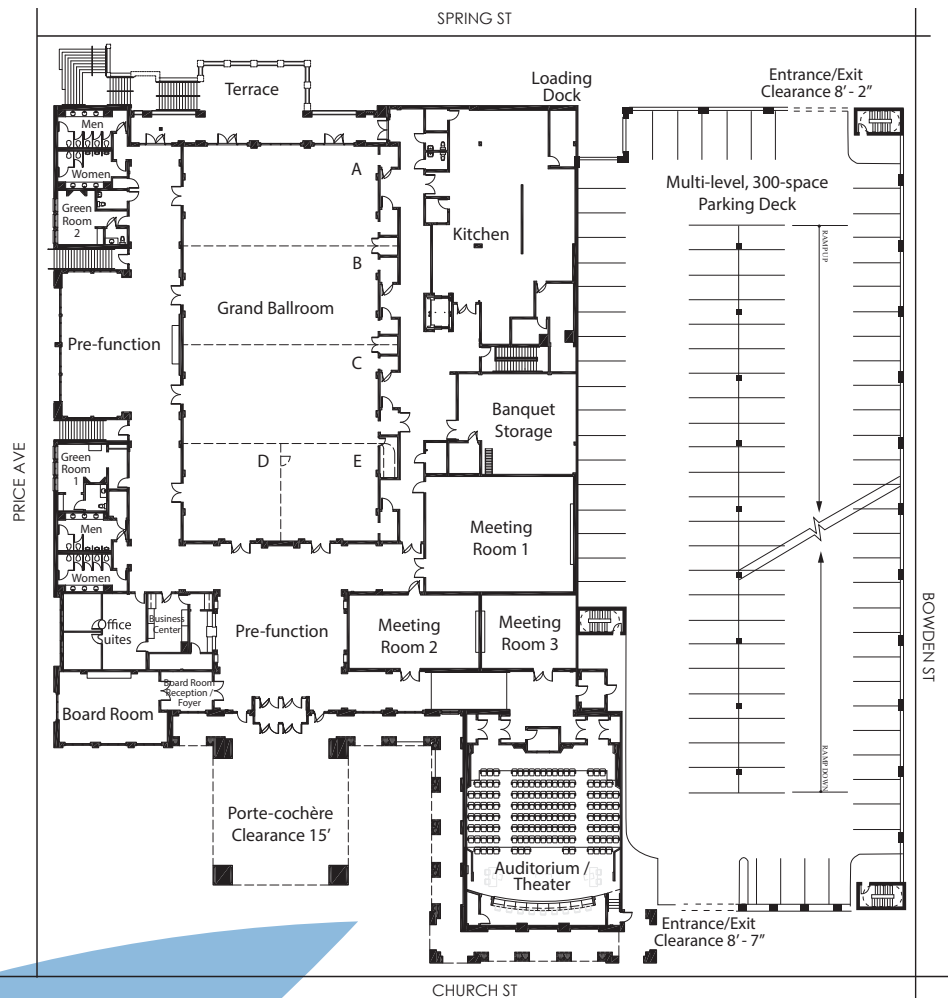 SPRING ST
Loading
Dock
Entrance/Exit
Clearance 8’ - 2”
Terrace
Men
Women
Green
Room
2
A
B
C
D
E
Kitchen
Multi-level, 300-space
Parking Deck
RAMP UP
Grand Ballroom
Pre-function
Banquet
Storage
PRICE AVE
Green
Room
1
Men
Women
Meeting
Room 1
Office
Suites
Business
Center
Pre-function
Meeting
Room 2
Meeting
Room 3
BOWDEN ST
Board Room
Reception /
Foyer
Board Room
RAMP DOWN
Porte-cochère
Clearance 15’
Auditorium /
Theater
Entrance/Exit
Clearance 8’ - 7”
CHURCH ST